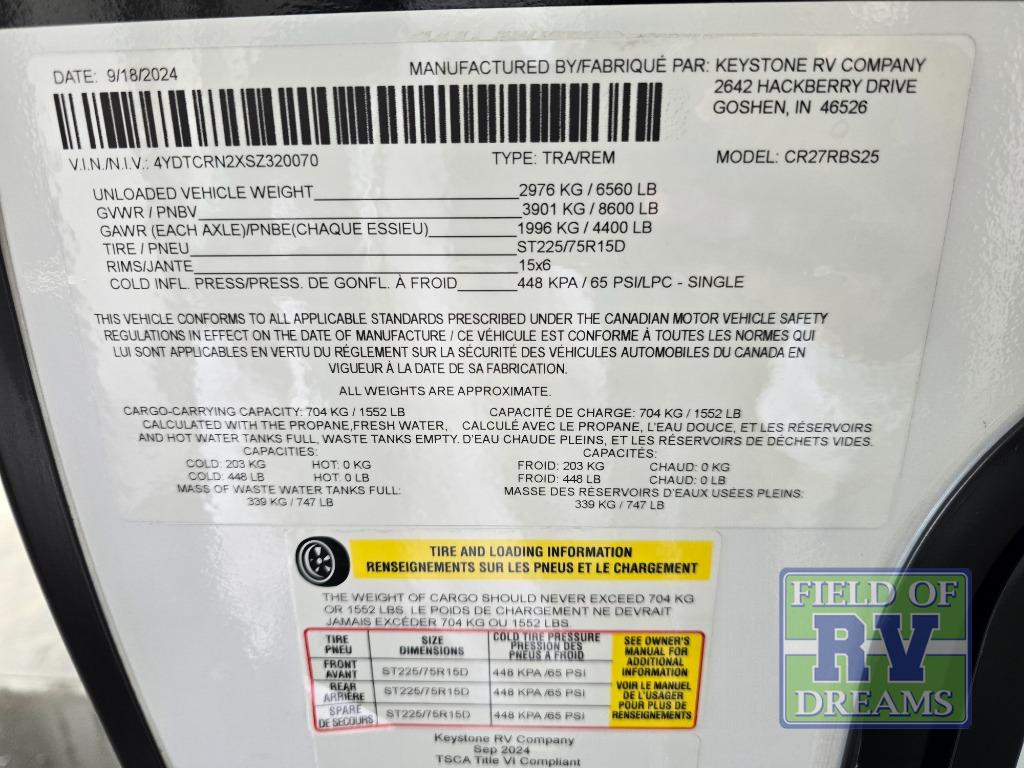 DATE: 9/18/2024
MANUFACTURED BY/FABRIQUÉ PAR: KEYSTONE RV COMPANY
2642 HACKBERRY DRIVE
GOSHEN, IN 46526
V.I.N./N.I.V.: 4YDTCRN2XSZ320070 TYPE: TRA/REM MODEL: CR27RBS25
UNLOADED VEHICLE WEIGHT 2976 KG / 6560 LB
GVWR / PNBV 3901 KG / 8600 LB
GAWR (EACH AXLE)/PNBE(CHAQUE ESSIEU) 1996 KG / 4400 LB
TIRE / PNEU ST225/75R15D
RIMS/JANTE 15x6
COLD INFL. PRESS/PRESS. DE GONFL. À FROID 448 KPA / 65 PSI/LPC - SINGLE
THIS VEHICLE CONFORMS TO ALL APPLICABLE STANDARDS PRESCRIBED UNDER THE CANADIAN MOTOR VEHICLE SAFETY
REGULATIONS IN EFFECT ON THE DATE OF MANUFACTURE / CE VÉHICULE EST CONFORME À TOUTES LES NORMES QUI
LUI SONT APPLICABLES EN VERTU DU RÉGLEMENT SUR LA SÉCURITÉ DES VÉHICULES AUTOMOBILES DU CANADA EN
VIGUEUR À LA DATE DE SA FABRICATION.
ALL WEIGHTS ARE APPROXIMATE.
CARGO-CARRYING CAPACITY: 704 KG / 1552 LB CAPACITÉ DE CHARGE: 704 KG / 1552 LB
CALCULATED WITH THE PROPANE,FRESH WATER, CALCULÉ AVEC LE PROPANE, L'EAU DOUCE, ET LES RÉSERVOIRS
AND HOT WATER TANKS FULL, WASTE TANKS EMPTY. D'EAU CHAUDE PLEINS, ET LES RÉSERVOIRS DE DÉCHETS VIDES.
CAPACITIES: CAPACITÉS:
COLD: 203 KG HOT: 0 KG FROID: 203 KG CHAUD: 0 KG
COLD: 448 LB HOT: 0 LB FROID: 448 LB CHAUD: 0 LB
MASS OF WASTE WATER TANKS FULL: MASSE DES RÉSERVOIRS D'EAUX USÉES PLEINS:
339 KG / 747 LB 339 KG / 747 LB
TIRE AND LOADING INFORMATION
RENSEIGNEMENTS SUR LES PNEUS ET LE CHARGEMENT
THE WEIGHT OF CARGO SHOULD NEVER EXCEED 704 KG
OR 1552 LBS. LE POIDS DE CHARGEMENT NE DEVRAIT
JAMAIS EXCÉDER 704 KG OU 1552 LBS.
TIRE
PNEU
SIZE
DIMENSIONS
COLD TIRE PRESSURE
PRESSION DES
PNEUS A FROID
FRONT
AVANT
ST225/75R15D 448 KPA /65 PSI
REAR
ARRIÈRE
ST225/75R15D 448 KPA /65 PSI
SPARE
DE SECOURS
ST225/75R15D 448 KPA /65 PSI
SEE OWNER'S
MANUAL FOR
ADDITIONAL
INFORMATION
VOIR LE MANUEL
DE L'USAGER
POUR PLUS DE
RENSEIGNEMENTS
Keystone RV Company
Sep 2024
TSCA Title VI Compliant
FIELD OF
RV
DREAMS